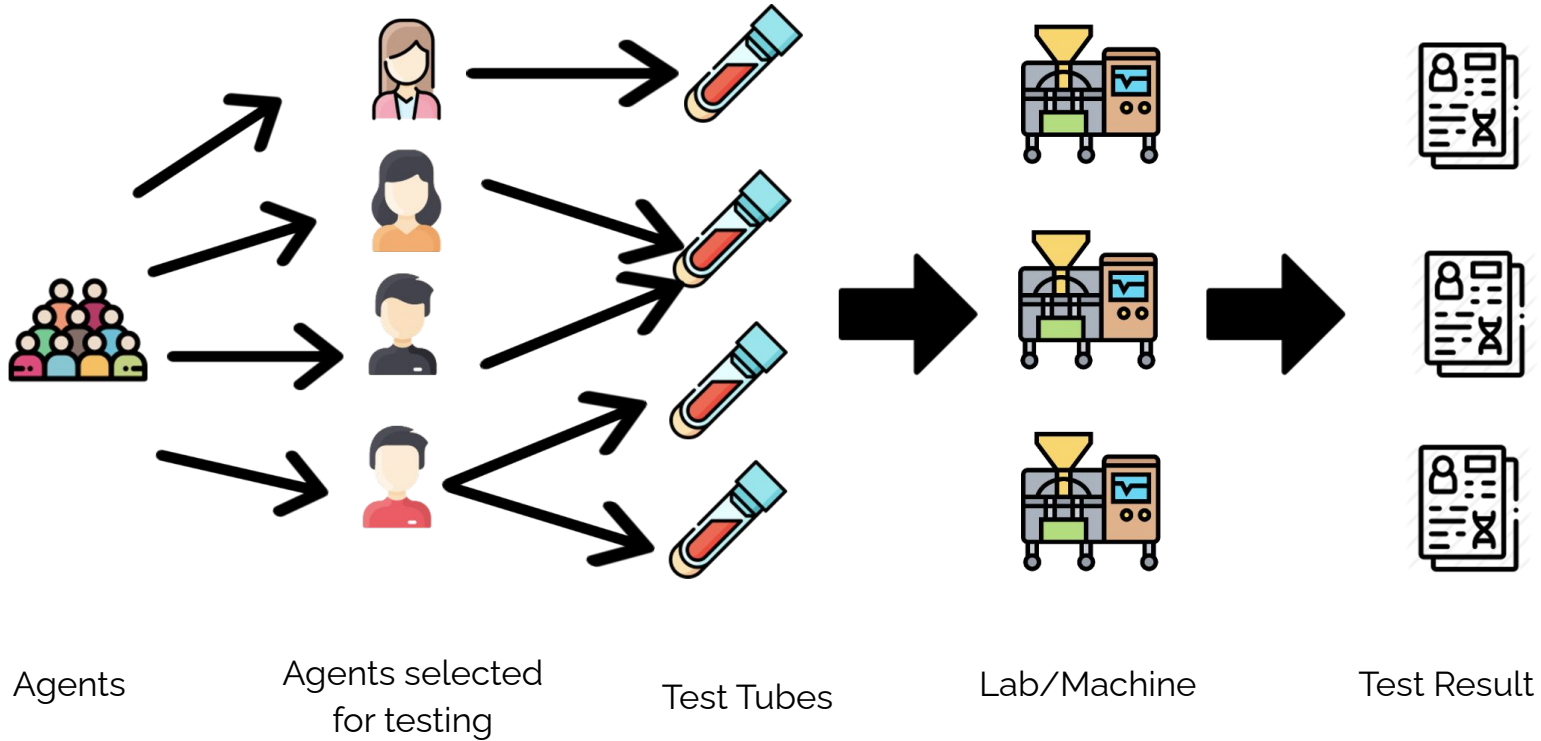 Agents
Agents selected
for testing
Test Tubes
Lab/Machine
Test Result